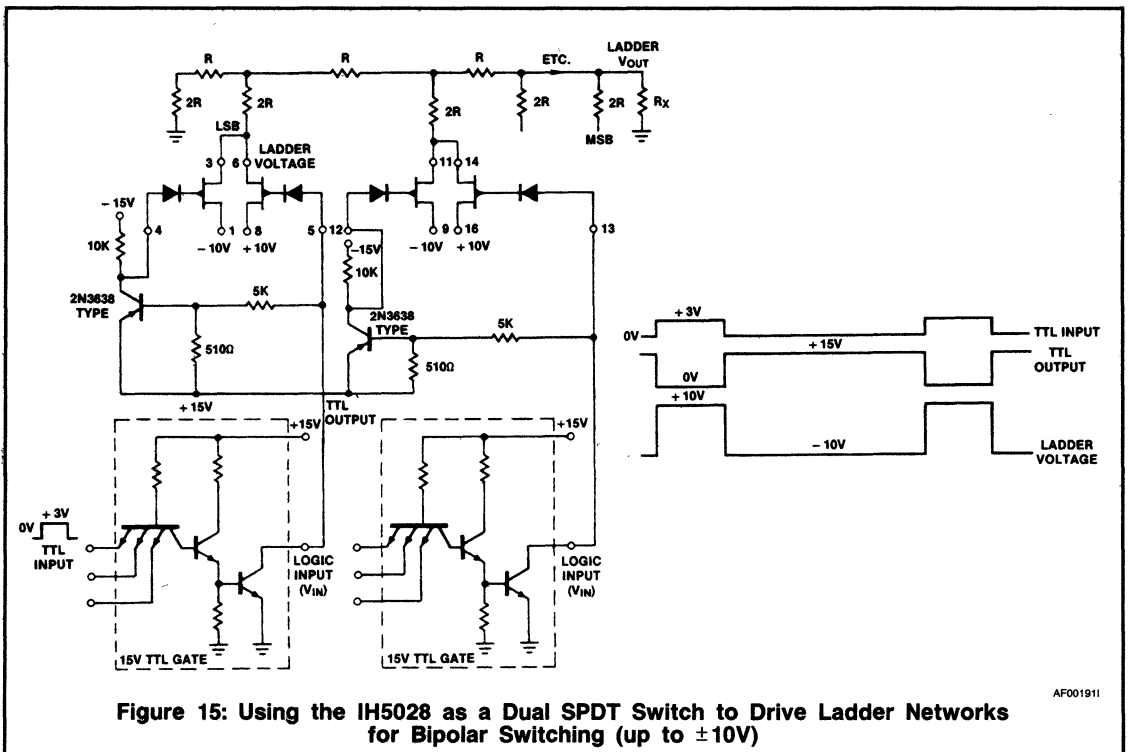 LADDER
VOUT
R
R
R
ETC.
2R
2R
2R
2R
2R
RX
LSB
MSB
LADDER
VOLTAGE
3
6
11
14
– 15V
4
1
8
5
12
9
16
13
– 10V
+ 10V
– 10V
+ 10V
–15V
10K
10K
2N3638
TYPE
5K
2N3638
TYPE
5K
510Ω
510Ω
+ 15V
TTL
OUTPUT
+15V
+15V
0V
+ 3V
TTL
INPUT
LOGIC
INPUT
(VIN)
LOGIC
INPUT
(VIN)
15V TTL GATE
15V TTL GATE
+ 3V
0V
TTL INPUT
+ 15V
TTL
OUTPUT
0V
+ 10V
– 10V
LADDER
VOLTAGE
AF00191I
Figure 15: Using the IH5028 as a Dual SPDT Switch to Drive Ladder Networks
for Bipolar Switching (up to ±10V)